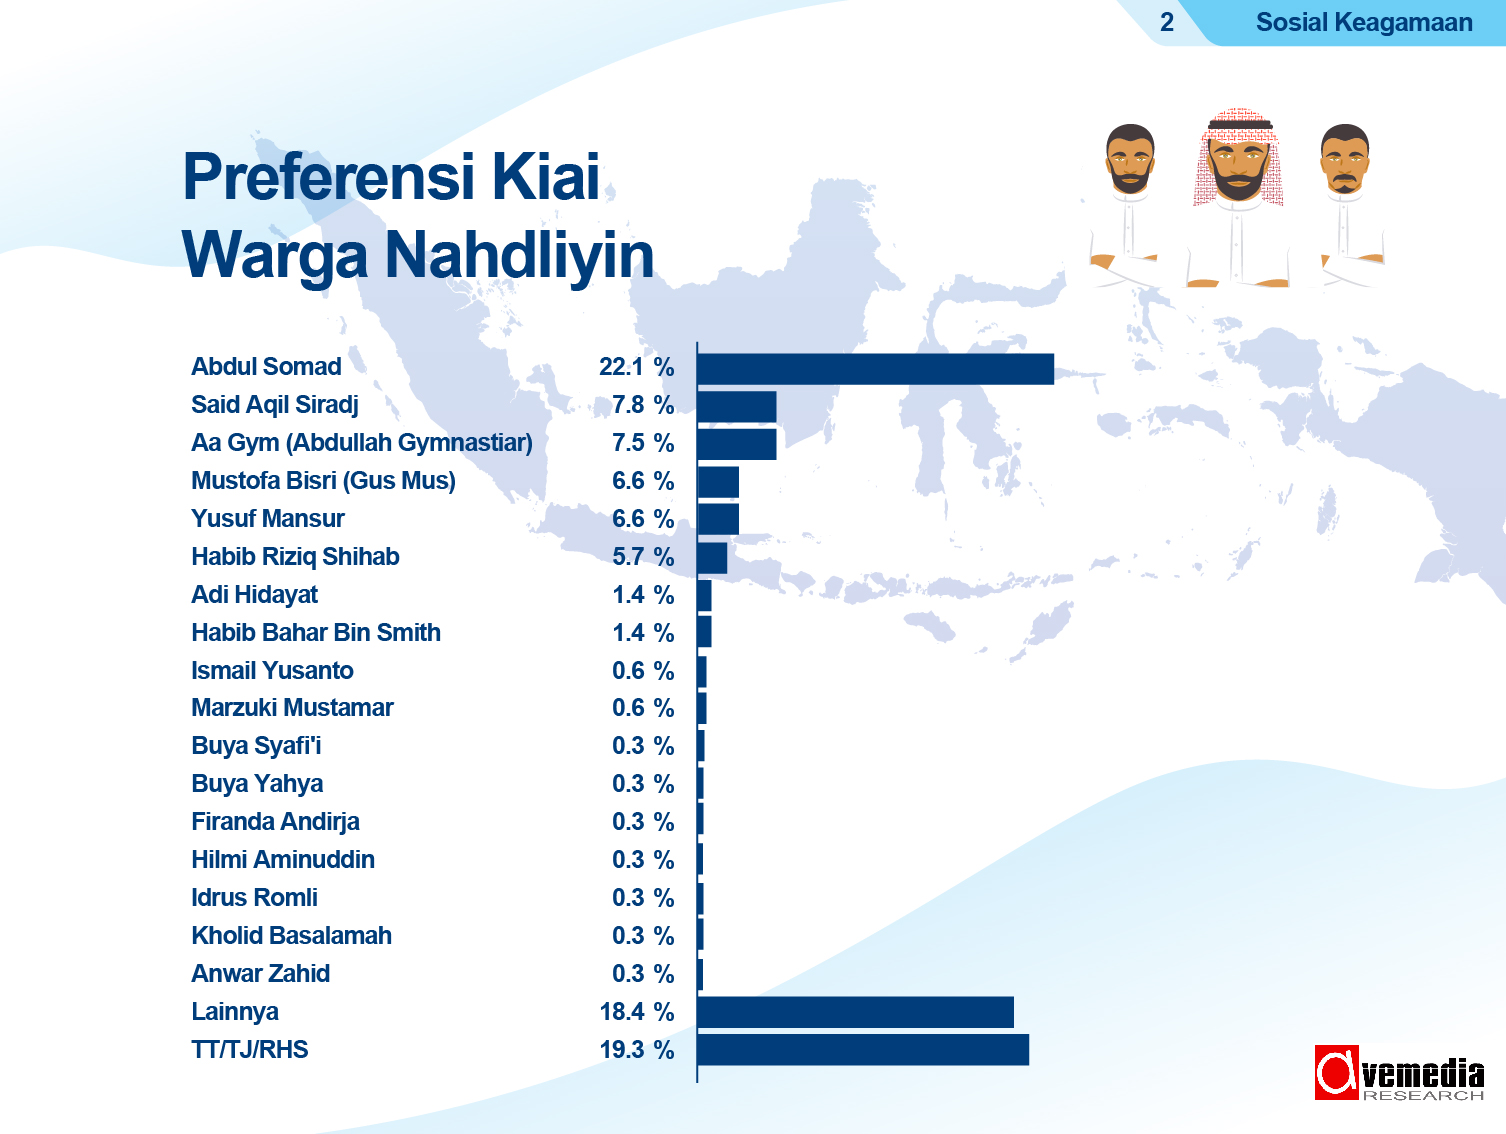 2 Sosial Keagamaan
Preferensi Kiai
Warga Nahdliyin
Abdul Somad 22.1 %
Said Aqil Siradj 7.8 %
Aa Gym (Abdullah Gymnastiar) 7.5 %
Mustofa Bisri (Gus Mus) 6.6 %
Yusuf Mansur 6.6 %
Habib Riziq Shihab 5.7 %
Adi Hidayat 1.4 %
Habib Bahar Bin Smith 1.4 %
Ismail Yusanto 0.6 %
Marzuki Mustamar 0.6 %
Buya Syafi'i 0.3 %
Buya Yahya 0.3 %
Firanda Andirja 0.3 %
Hilmi Aminuddin 0.3 %
Idrus Romli 0.3 %
Kholid Basalamah 0.3 %
Anwar Zahid 0.3 %
Lainnya 18.4 %
TT/TJ/RHS 19.3 %
avemedia
RESEARCH